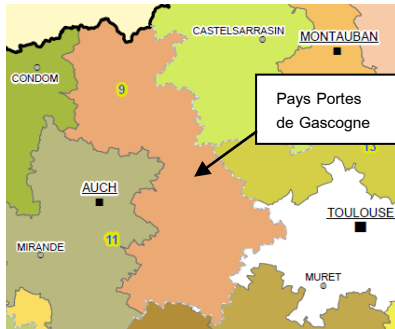 CASTELSARRASIN
MONTAUBAN
CONDOM
9
Pays Portes
de Gascogne
13
AUCH
TOULOUSE
11
MIRANDE
MURET